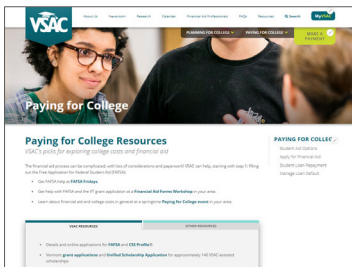 VSAC
About Us Newsroom Research Calendar Financial Aid Professionals FAQs Resources Search MyVSAC
PLANNING FOR COLLEGE PAYING FOR COLLEGE MAKE A PAYMENT
Paying for College
Paying for College Resources
VSAC's picks for exploring college costs and financial aid
The financial aid process can be complicated, with lots of considerations and paperwork! VSAC can help, starting with step 1: filling
out the Free Application for Federal Student Aid (FAFSA).
Get FAFSA help at FAFSA Fridays.
Get help with FAFSA and the VT grant application at a Financial Aid Forms Workshop in your area.
Learn about financial aid and college costs in general at a springtime Paying for College event in your area.
PAYING FOR COLLEGE
Student Aid Options
Apply for Financial Aid
Student Loan Repayment
Manage Loan Default
VSAC RESOURCES OTHER RESOURCES
Details and online applications for FAFSA and CSS Profile®.
Vermont grant applications and Unified Scholarship Application for approximately 140 VSAC-assisted
scholarships